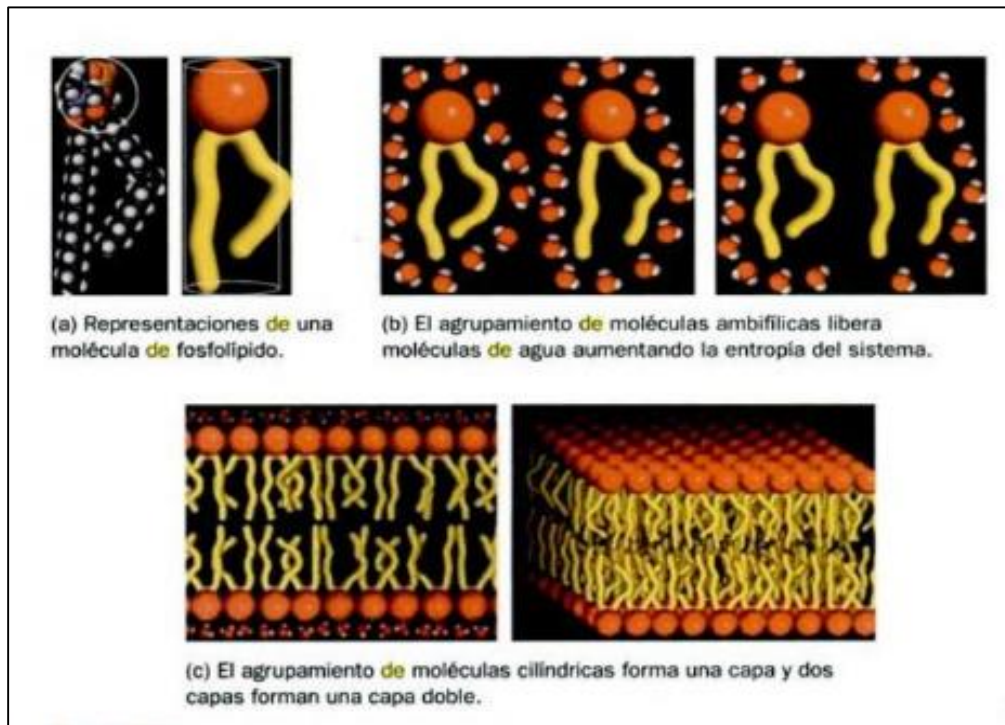 (a) Representaciones de una
molécula de fosfolípido.
(b) El agrupamiento de moléculas ambifílicas libera
moléculas de agua aumentando la entropía del sistema.
(c) El agrupamiento de moléculas cilíndricas forma una capa y dos
capas forman una capa doble.